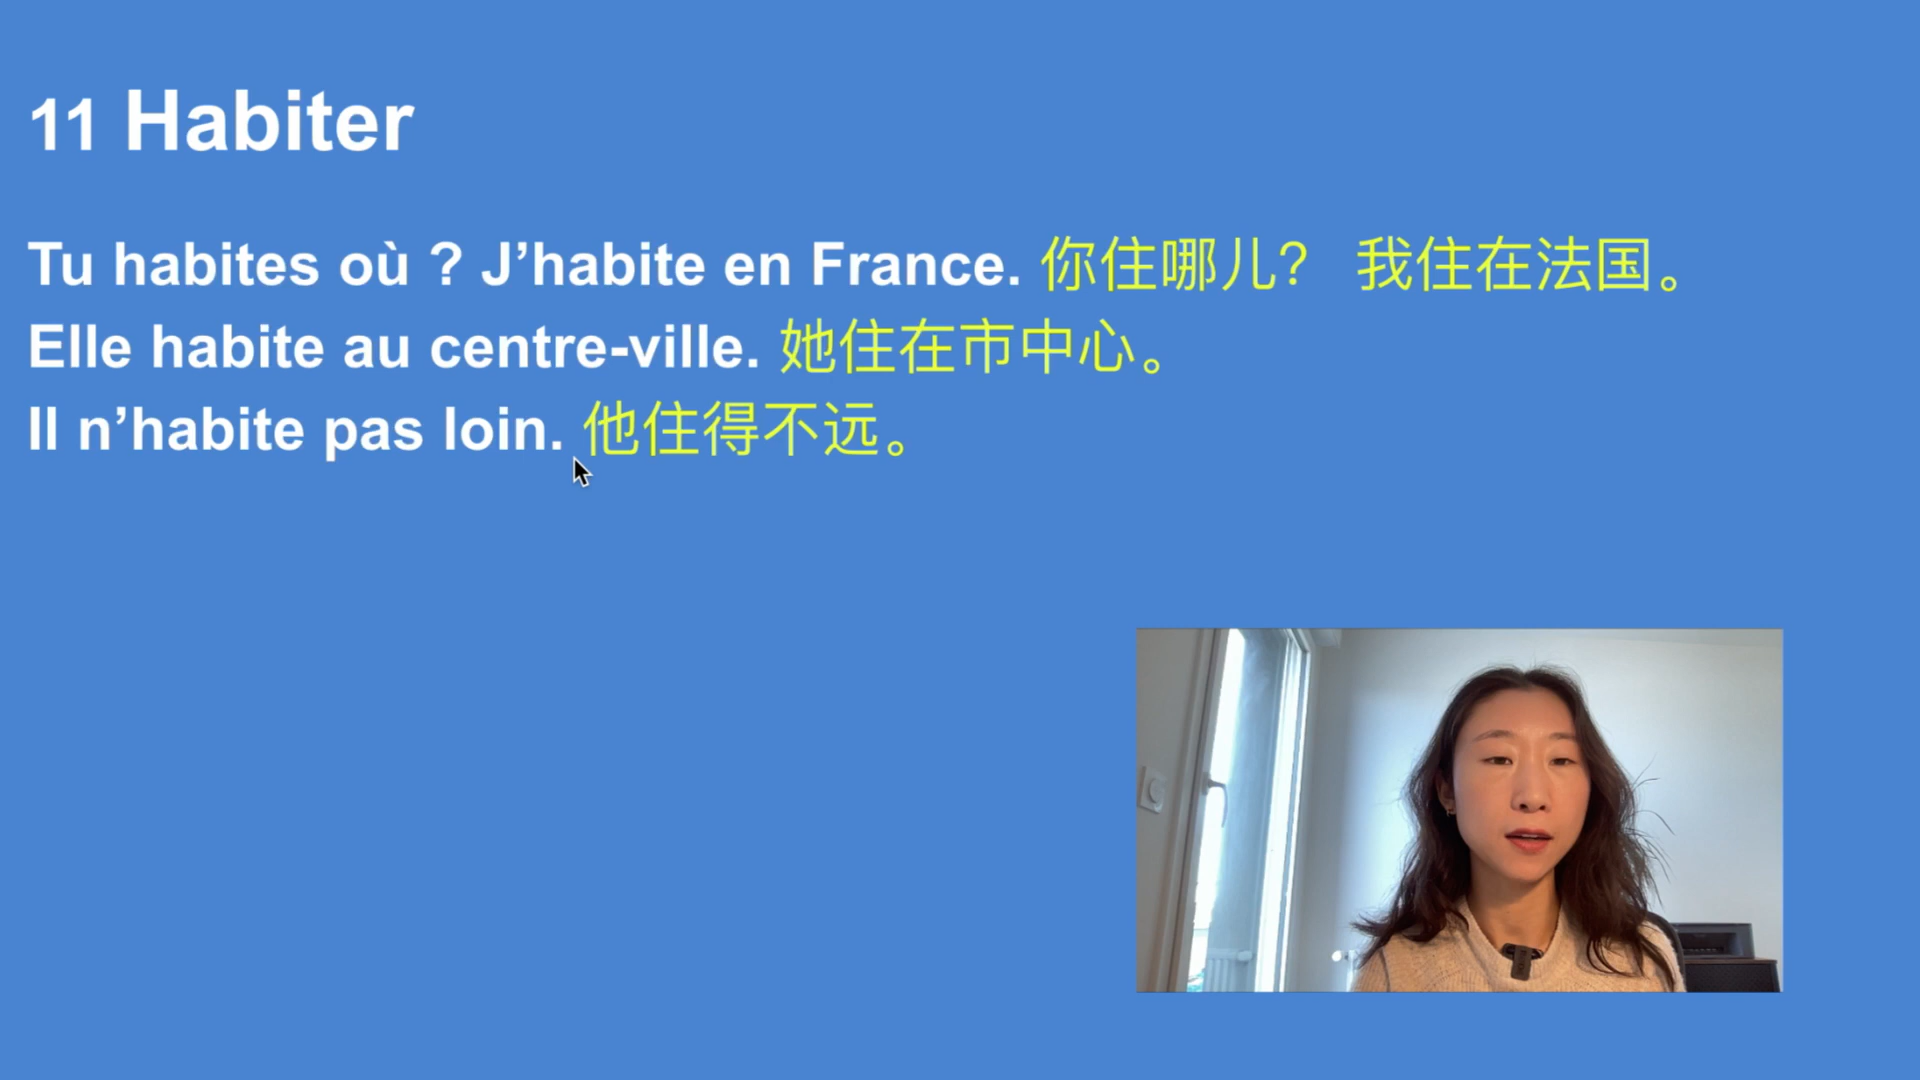 11 Habiter
Tu habites où ? J’habite en France. 你住哪儿? 我住在法国。
Elle habite au centre-ville. 她住在市中心。
Il n’habite pas loin. 他住得不远。